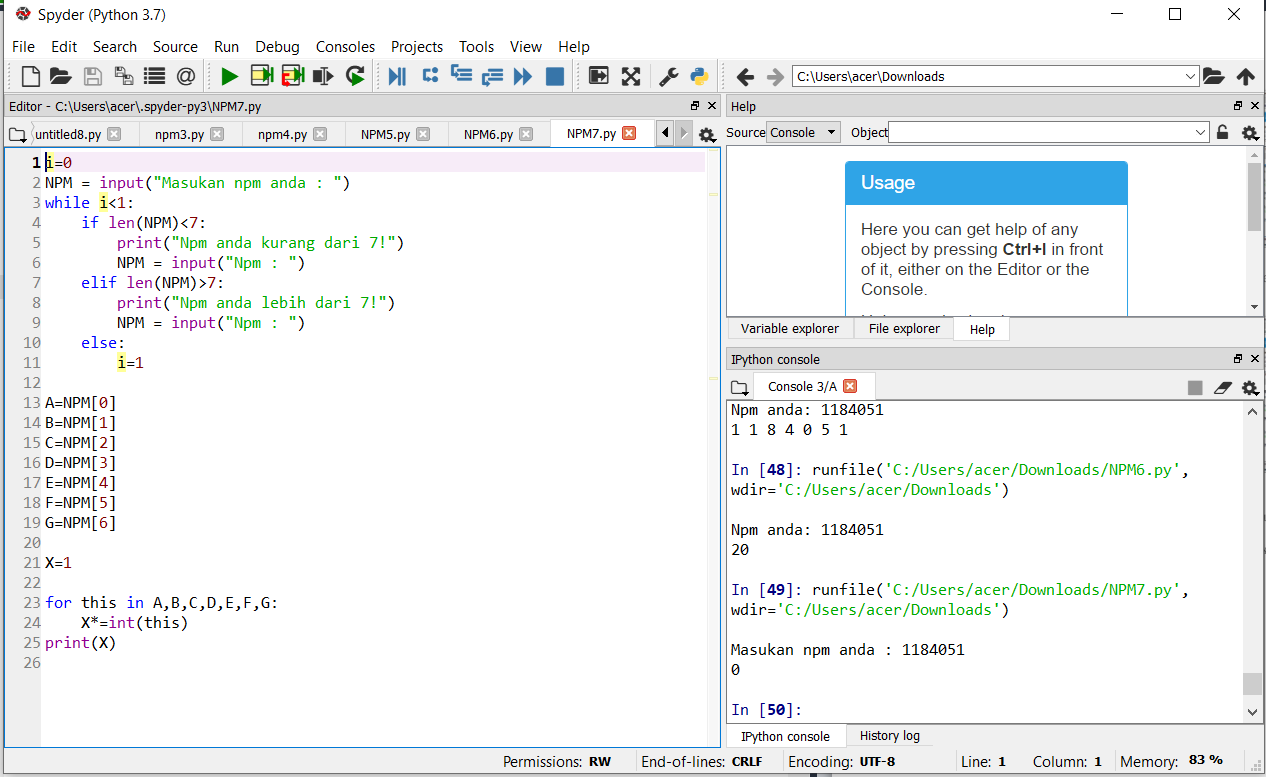 Spyder (Python 3.7)
File Edit Search Source Run Debug Consoles Projects Tools View Help
C:\Users\acer\Downloads
Editor - C:\Users\acer\.spyder-py3\NPM7.py
untitled8.py npm3.py npm4.py NPM5.py NPM6.py NPM7.py
1 i=0
2 NPM = input("Masukan npm anda : ")
3 while i<1:
4     if len(NPM)<7:
5         print("Npm anda kurang dari 7!")
6         NPM = input("Npm : ")
7     elif len(NPM)>7:
8         print("Npm anda lebih dari 7!")
9         NPM = input("Npm : ")
10     else:
11         i=1
12
13 A=NPM[0]
14 B=NPM[1]
15 C=NPM[2]
16 D=NPM[3]
17 E=NPM[4]
18 F=NPM[5]
19 G=NPM[6]
20
21 X=1
22
23 for this in A,B,C,D,E,F,G:
24     X*=int(this)
25 print(X)
26
Help
Source Console Object
Usage
Here you can get help of any
object by pressing Ctrl+I in front
of it, either on the Editor or the
Console.
Variable explorer File explorer Help
IPython console
Console 3/A
Npm anda: 1184051
1 1 8 4 0 5 1
In [48]: runfile('C:/Users/acer/Downloads/NPM6.py',
wdir='C:/Users/acer/Downloads')
Npm anda: 1184051
20
In [49]: runfile('C:/Users/acer/Downloads/NPM7.py',
wdir='C:/Users/acer/Downloads')
Masukan npm anda : 1184051
0
In [50]:
IPython console History log
Permissions: RW End-of-lines: CRLF Encoding: UTF-8 Line: 1 Column: 1 Memory: 83 %